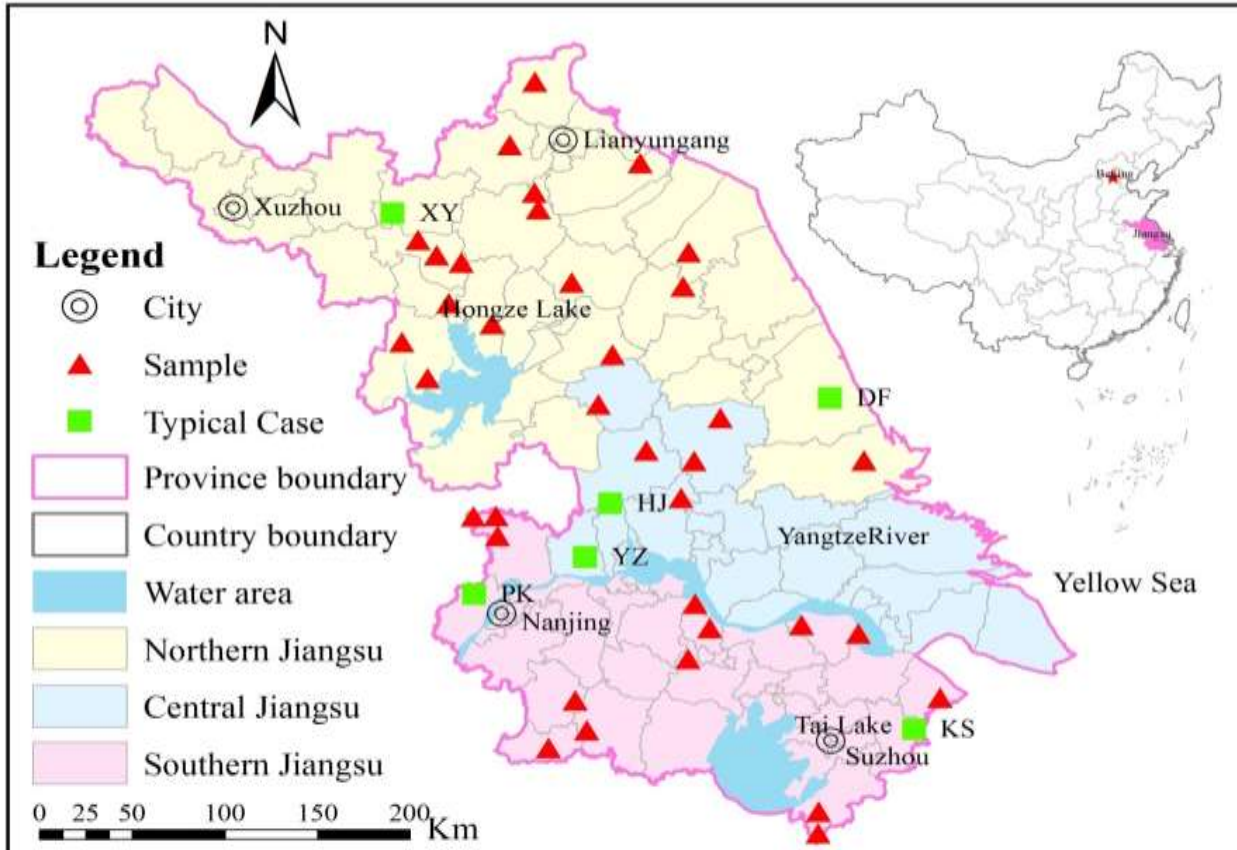 N
Lianyungang
Beijing
Xuzhou
XY
Jiangsu
Legend
City
Hongze Lake
Sample
DF
Typical Case
Province boundary
HJ
Country boundary
YangtzeRiver
YZ
Yellow Sea
Water area
PK
Nanjing
Northern Jiangsu
Central Jiangsu
Tai Lake
KS
Suzhou
Southern Jiangsu
0 25 50 100 150 200
Km